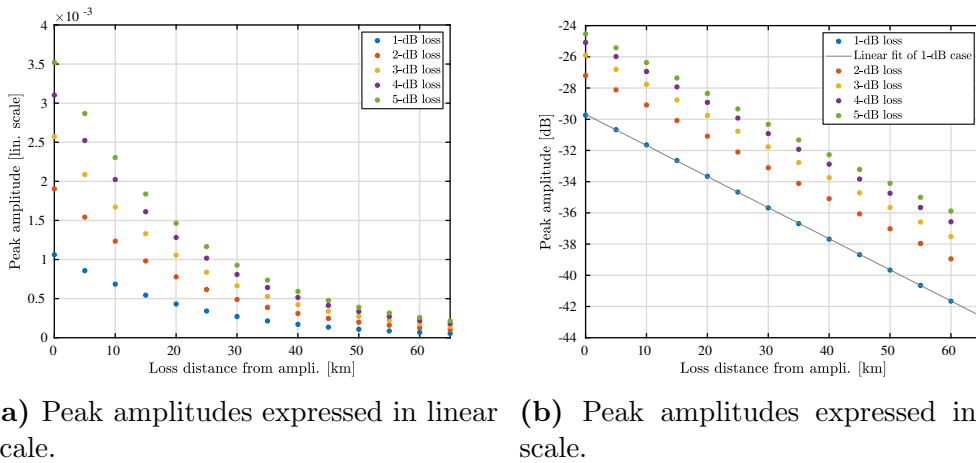 × 10⁻³
4
3.5
3
2.5
2
1.5
1
0.5
0
Peak amplitude [lin. scale]
1-dB loss
2-dB loss
3-dB loss
4-dB loss
5-dB loss
0 10 20 30 40 50 60
Loss distance from ampli. [km]
-24
-26
-28
-30
-32
-34
-36
-38
-40
-42
-44
Peak amplitude [dB]
1-dB loss
Linear fit of 1-dB case
2-dB loss
3-dB loss
4-dB loss
5-dB loss
0 10 20 30 40 50 60
Loss distance from ampli. [km]
a) Peak amplitudes expressed in linear
cale.
(b) Peak amplitudes expressed in
scale.